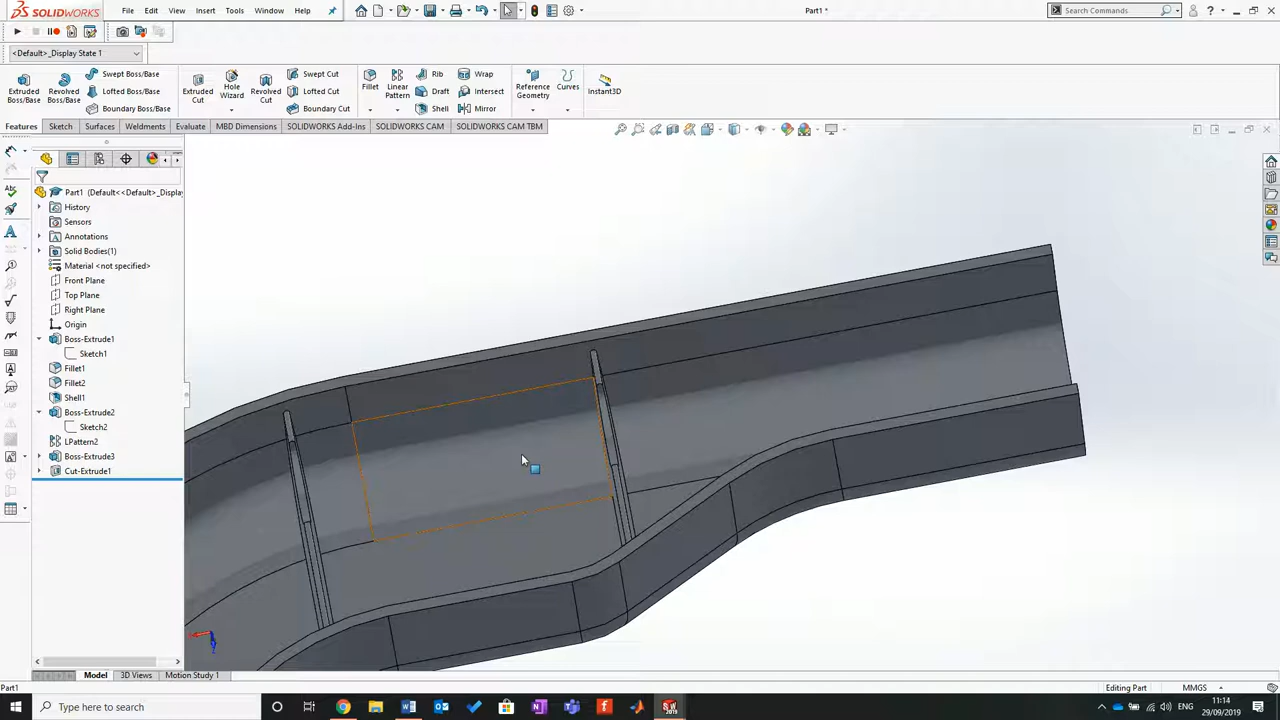 SOLIDWORKS File Edit View Insert Tools Window Help Part1 * Search Commands
<Default>_Display State 1
Extruded Boss/Base Revolved Boss/Base Swept Boss/Base Lofted Boss/Base Boundary Boss/Base Extruded Cut Hole Wizard Revolved Cut Swept Cut Lofted Cut Boundary Cut Fillet Linear Pattern Rib Draft Shell Wrap Intersect Mirror Reference Geometry Curves Instant3D
Features Sketch Surfaces Weldments Evaluate MBD Dimensions SOLIDWORKS Add-Ins SOLIDWORKS CAM SOLIDWORKS CAM TBM
Part1 (Default<<Default>_Display
History
Sensors
Annotations
Solid Bodies(1)
Material <not specified>
Front Plane
Top Plane
Right Plane
Origin
Boss-Extrude1
Sketch1
Fillet1
Fillet2
Shell1
Boss-Extrude2
Sketch2
LPattern2
Boss-Extrude3
Cut-Extrude1
Model 3D Views Motion Study 1
Part1 Editing Part MMGS
Type here to search ENG 11:14
29/09/2019